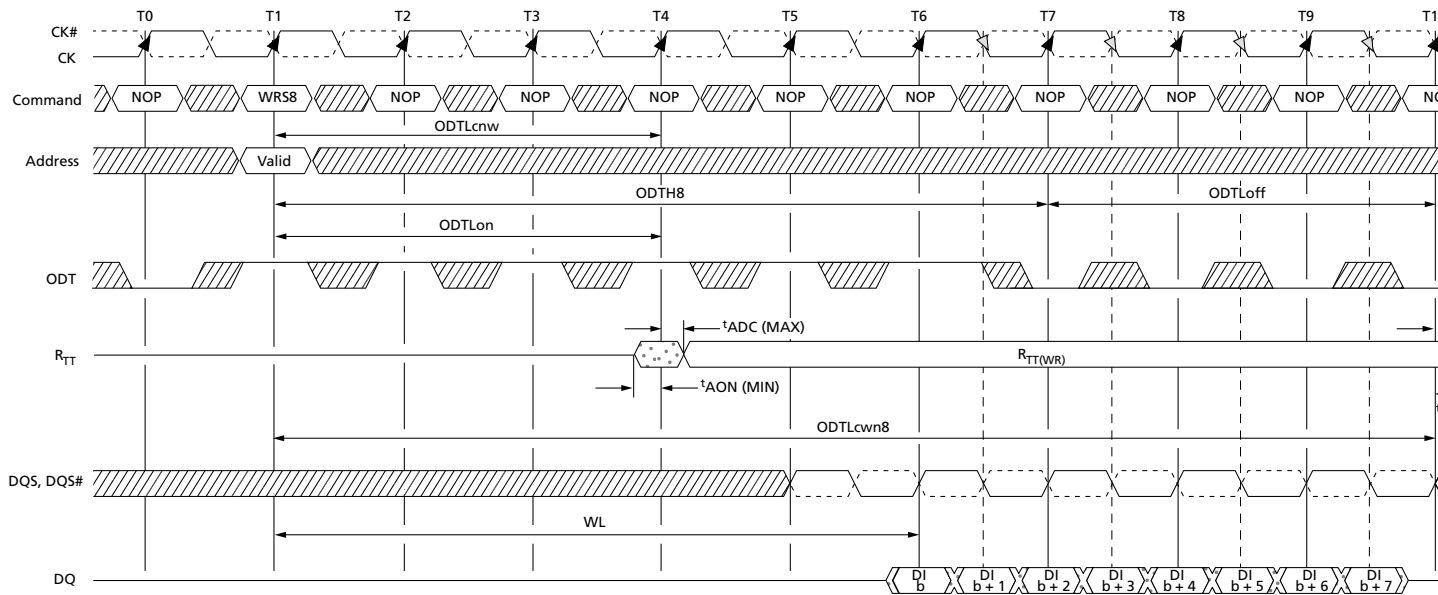 T0 T1 T2 T3 T4 T5 T6 T7 T8 T9 T1
CK#
CK
Command NOP WRS8 NOP NOP NOP NOP NOP NOP NOP NOP
ODTLcnw
Address Valid
ODTH8 ODTLoff
ODTLon
ODT
tADC (MAX)
RTT RTT(WR)
tAON (MIN)
ODTLcwn8
DQS, DQS#
WL
DQ DI b DI b + 1 DI b + 2 DI b + 3 DI b + 4 DI b + 5 DI b + 6 DI b + 7